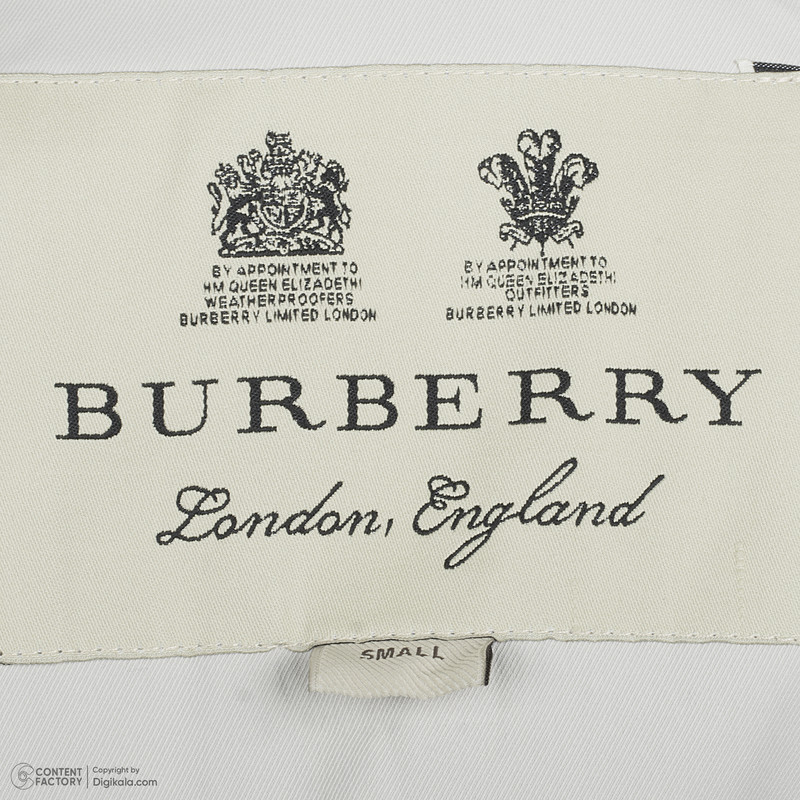 BY APPOINTMENT TO
HM QUEEN ELIZADETHI
WEATHERPROOFERS
BURBERRY LIMITED LONDON
BY APPOINTMENT TO
HM QUEEN ELIZADETHI
OUTFITTERS
BURBERRY LIMITED LONDON
BURBERRY
London, England
SMALL
CONTENT FACTORY
Copyright by
Digikala.com